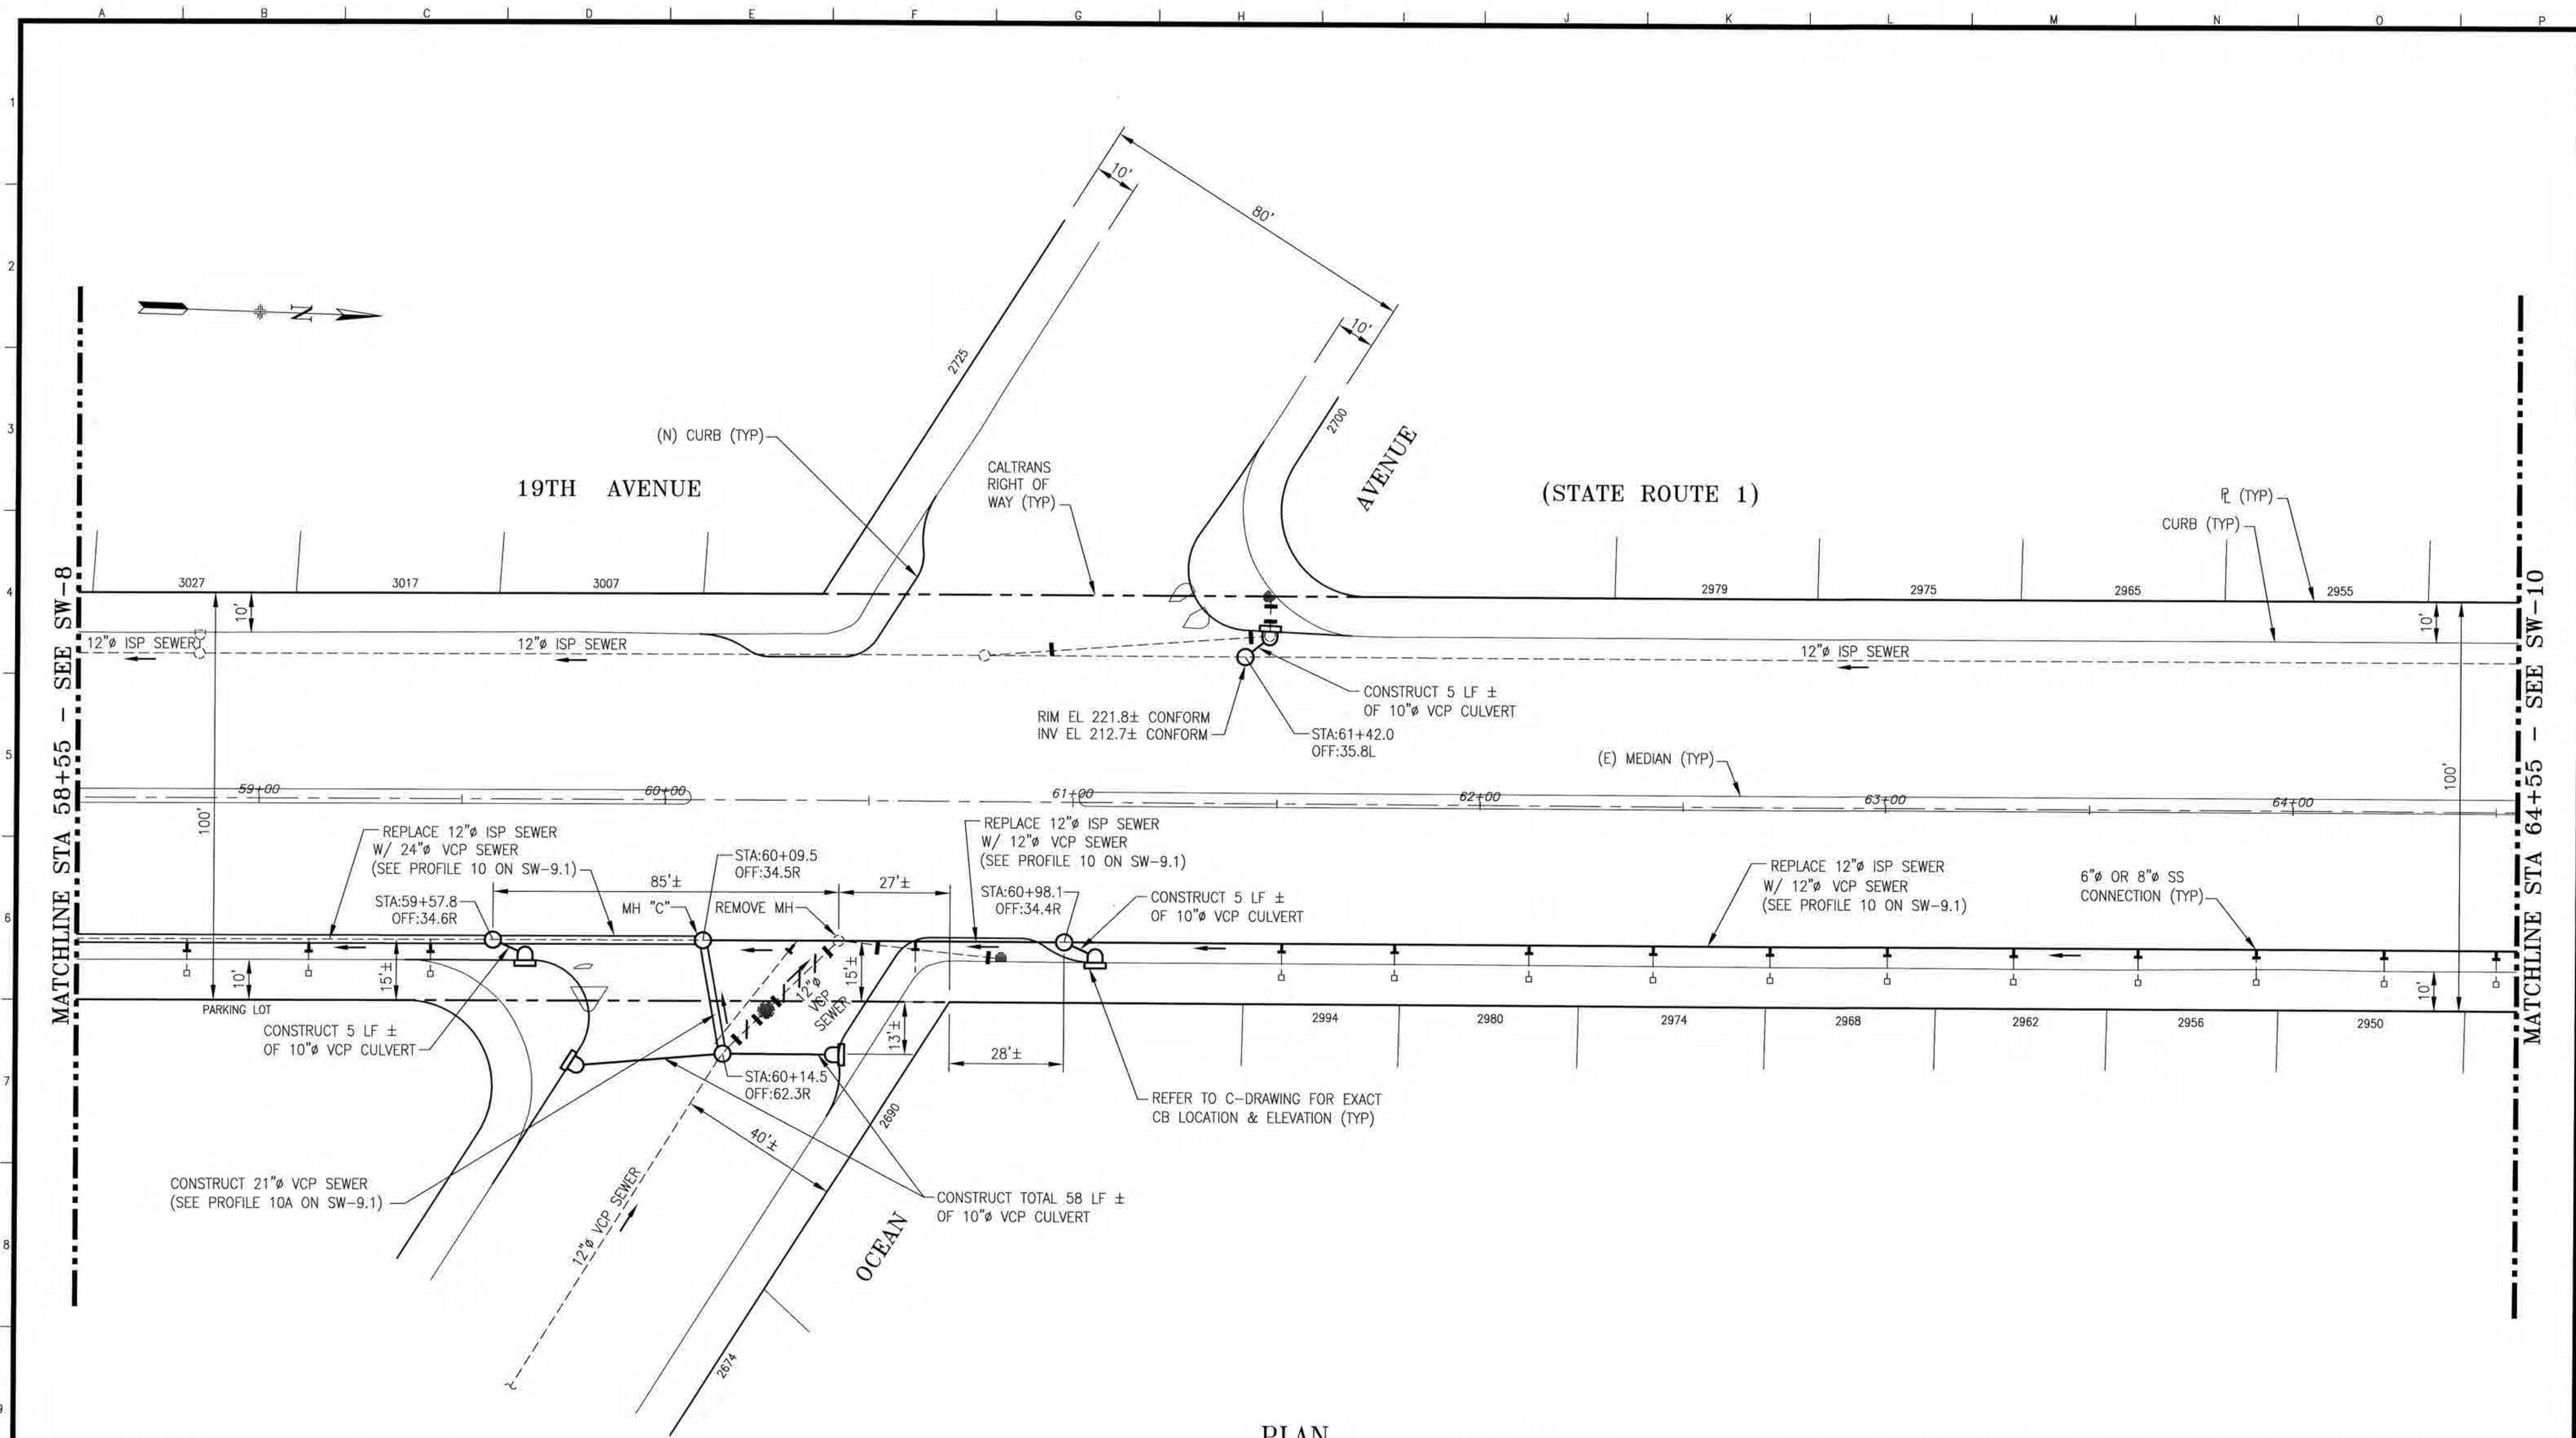 A B C D E F G H I J K L M N O P
1
2
3
4
5
6
7
8
9
N
10'
80'
10'
2725
2700
(N) CURB (TYP)
19TH AVENUE
CALTRANS
RIGHT OF
WAY (TYP)
AVENUE
(STATE ROUTE 1)
PL (TYP)
CURB (TYP)
3027
3017
3007
2979
2975
2965
2955
10'
10'
12"ø ISP SEWER
12"ø ISP SEWER
12"ø ISP SEWER
CONSTRUCT 5 LF ±
OF 10"ø VCP CULVERT
RIM EL 221.8± CONFORM
INV EL 212.7± CONFORM
STA:61+42.0
OFF:35.8L
(E) MEDIAN (TYP)
MATCHLINE STA 58+55 - SEE SW-8
MATCHLINE STA 64+55 - SEE SW-10
100'
100'
59+00
60+00
61+00
62+00
63+00
64+00
REPLACE 12"ø ISP SEWER
W/ 24"ø VCP SEWER
(SEE PROFILE 10 ON SW-9.1)
STA:59+57.8
OFF:34.6R
85'±
STA:60+09.5
OFF:34.5R
MH "C"
REMOVE MH
27'±
REPLACE 12"ø ISP SEWER
W/ 12"ø VCP SEWER
(SEE PROFILE 10 ON SW-9.1)
STA:60+98.1
OFF:34.4R
CONSTRUCT 5 LF ±
OF 10"ø VCP CULVERT
REPLACE 12"ø ISP SEWER
W/ 12"ø VCP SEWER
(SEE PROFILE 10 ON SW-9.1)
6"ø OR 8"ø SS
CONNECTION (TYP)
10'
15'±
12"ø
VCP
SEWER
15'±
13'±
10'
PARKING LOT
CONSTRUCT 5 LF ±
OF 10"ø VCP CULVERT
2994
2980
2974
2968
2962
2956
2950
28'±
STA:60+14.5
OFF:62.3R
2690
40'±
REFER TO C-DRAWING FOR EXACT
CB LOCATION & ELEVATION (TYP)
CONSTRUCT 21"ø VCP SEWER
(SEE PROFILE 10A ON SW-9.1)
CONSTRUCT TOTAL 58 LF ±
OF 10"ø VCP CULVERT
12"ø VCP SEWER
OCEAN
2674
PLAN